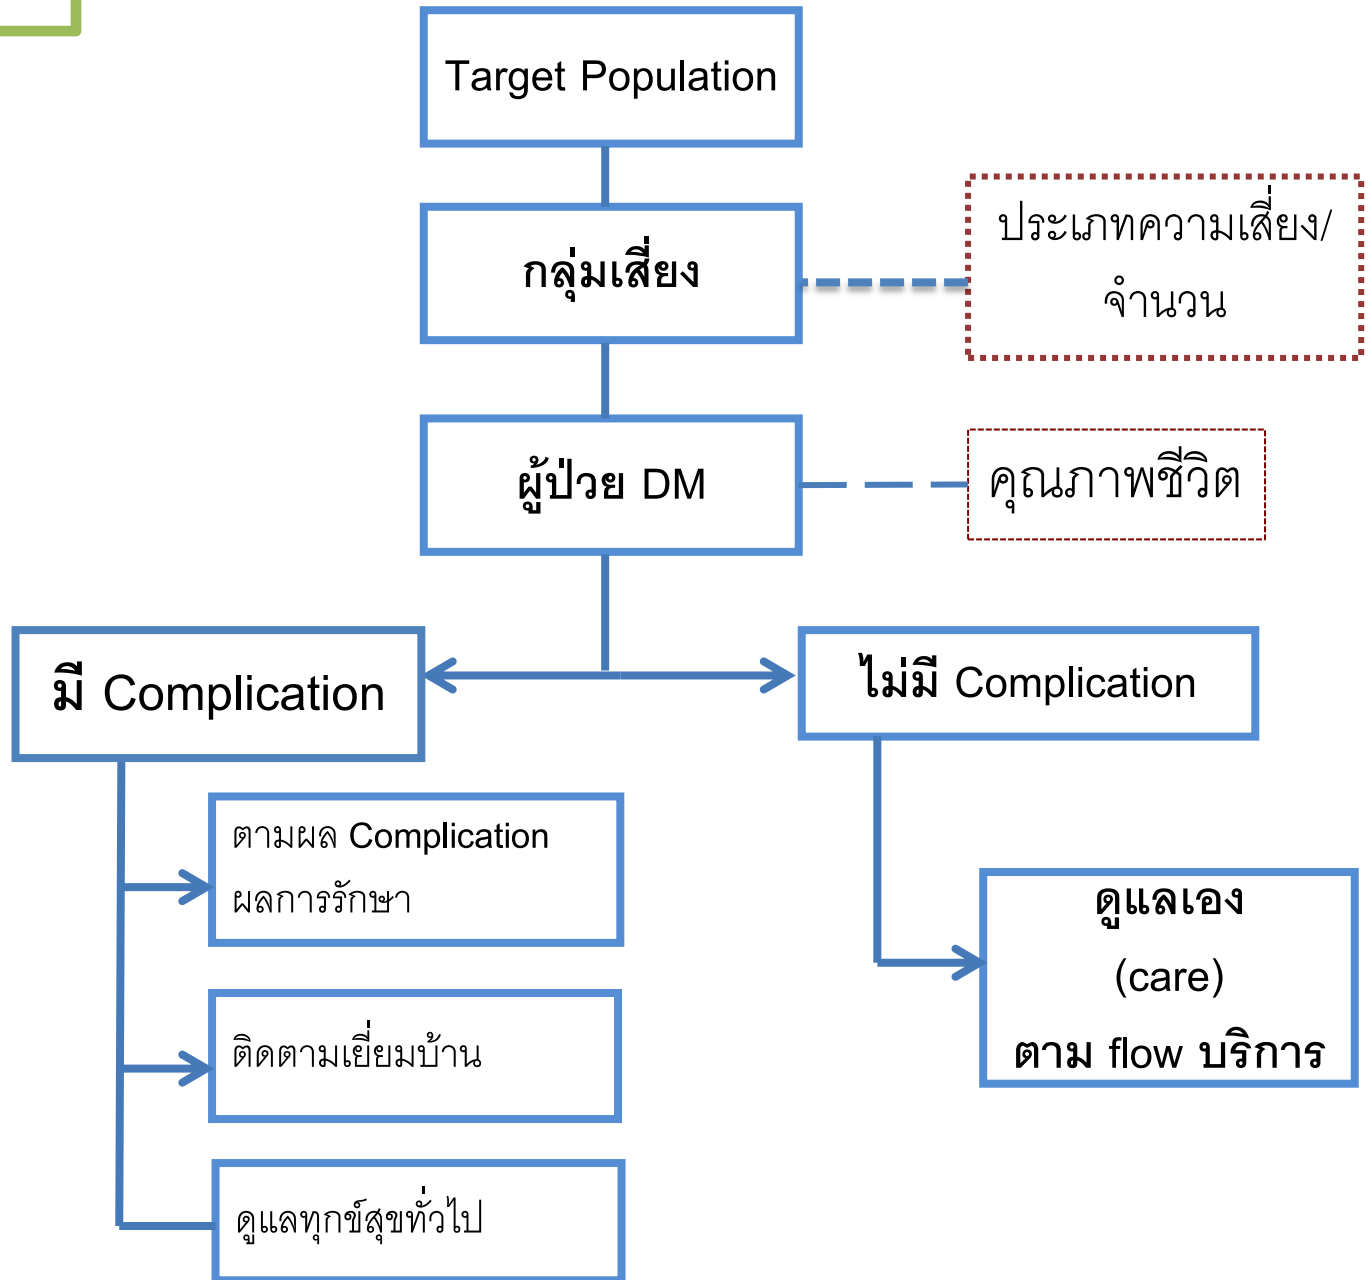 Target Population
กลุ่มเสี่ยง
ประเภทความเสี่ยง/
จำนวน
ผู้ป่วย DM
คุณภาพชีวิต
มี Complication
ไม่มี Complication
ตามผล Complication
ผลการรักษา
ติดตามเยี่ยมบ้าน
ดูแลทุกข์สุขทั่วไป
ดูแลเอง
(care)
ตาม flow บริการ